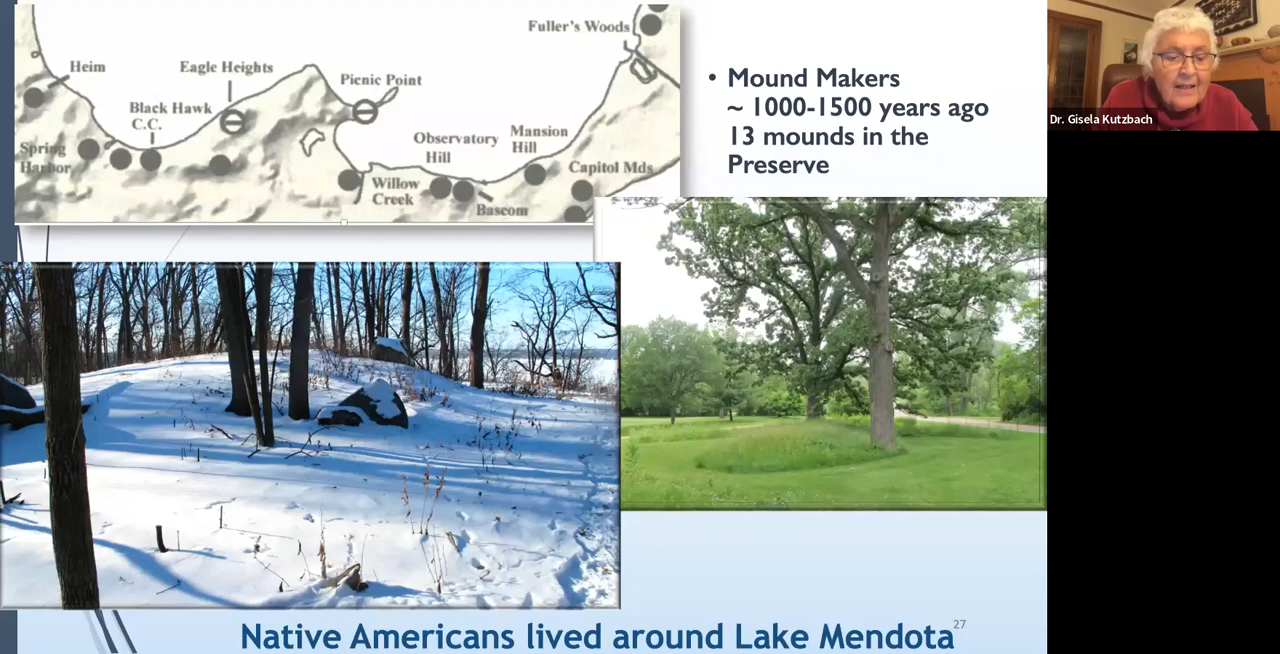 Fuller's Woods
Heim
Eagle Heights
Picnic Point
Black Hawk
C.C.
Observatory
Hill
Mansion
Hill
Spring
Harbor
Willow
Creek
Capitol Mds
Bascom
• Mound Makers
~ 1000-1500 years ago
13 mounds in the
Preserve
Dr. Gisela Kutzbach
Native Americans lived around Lake Mendota
27